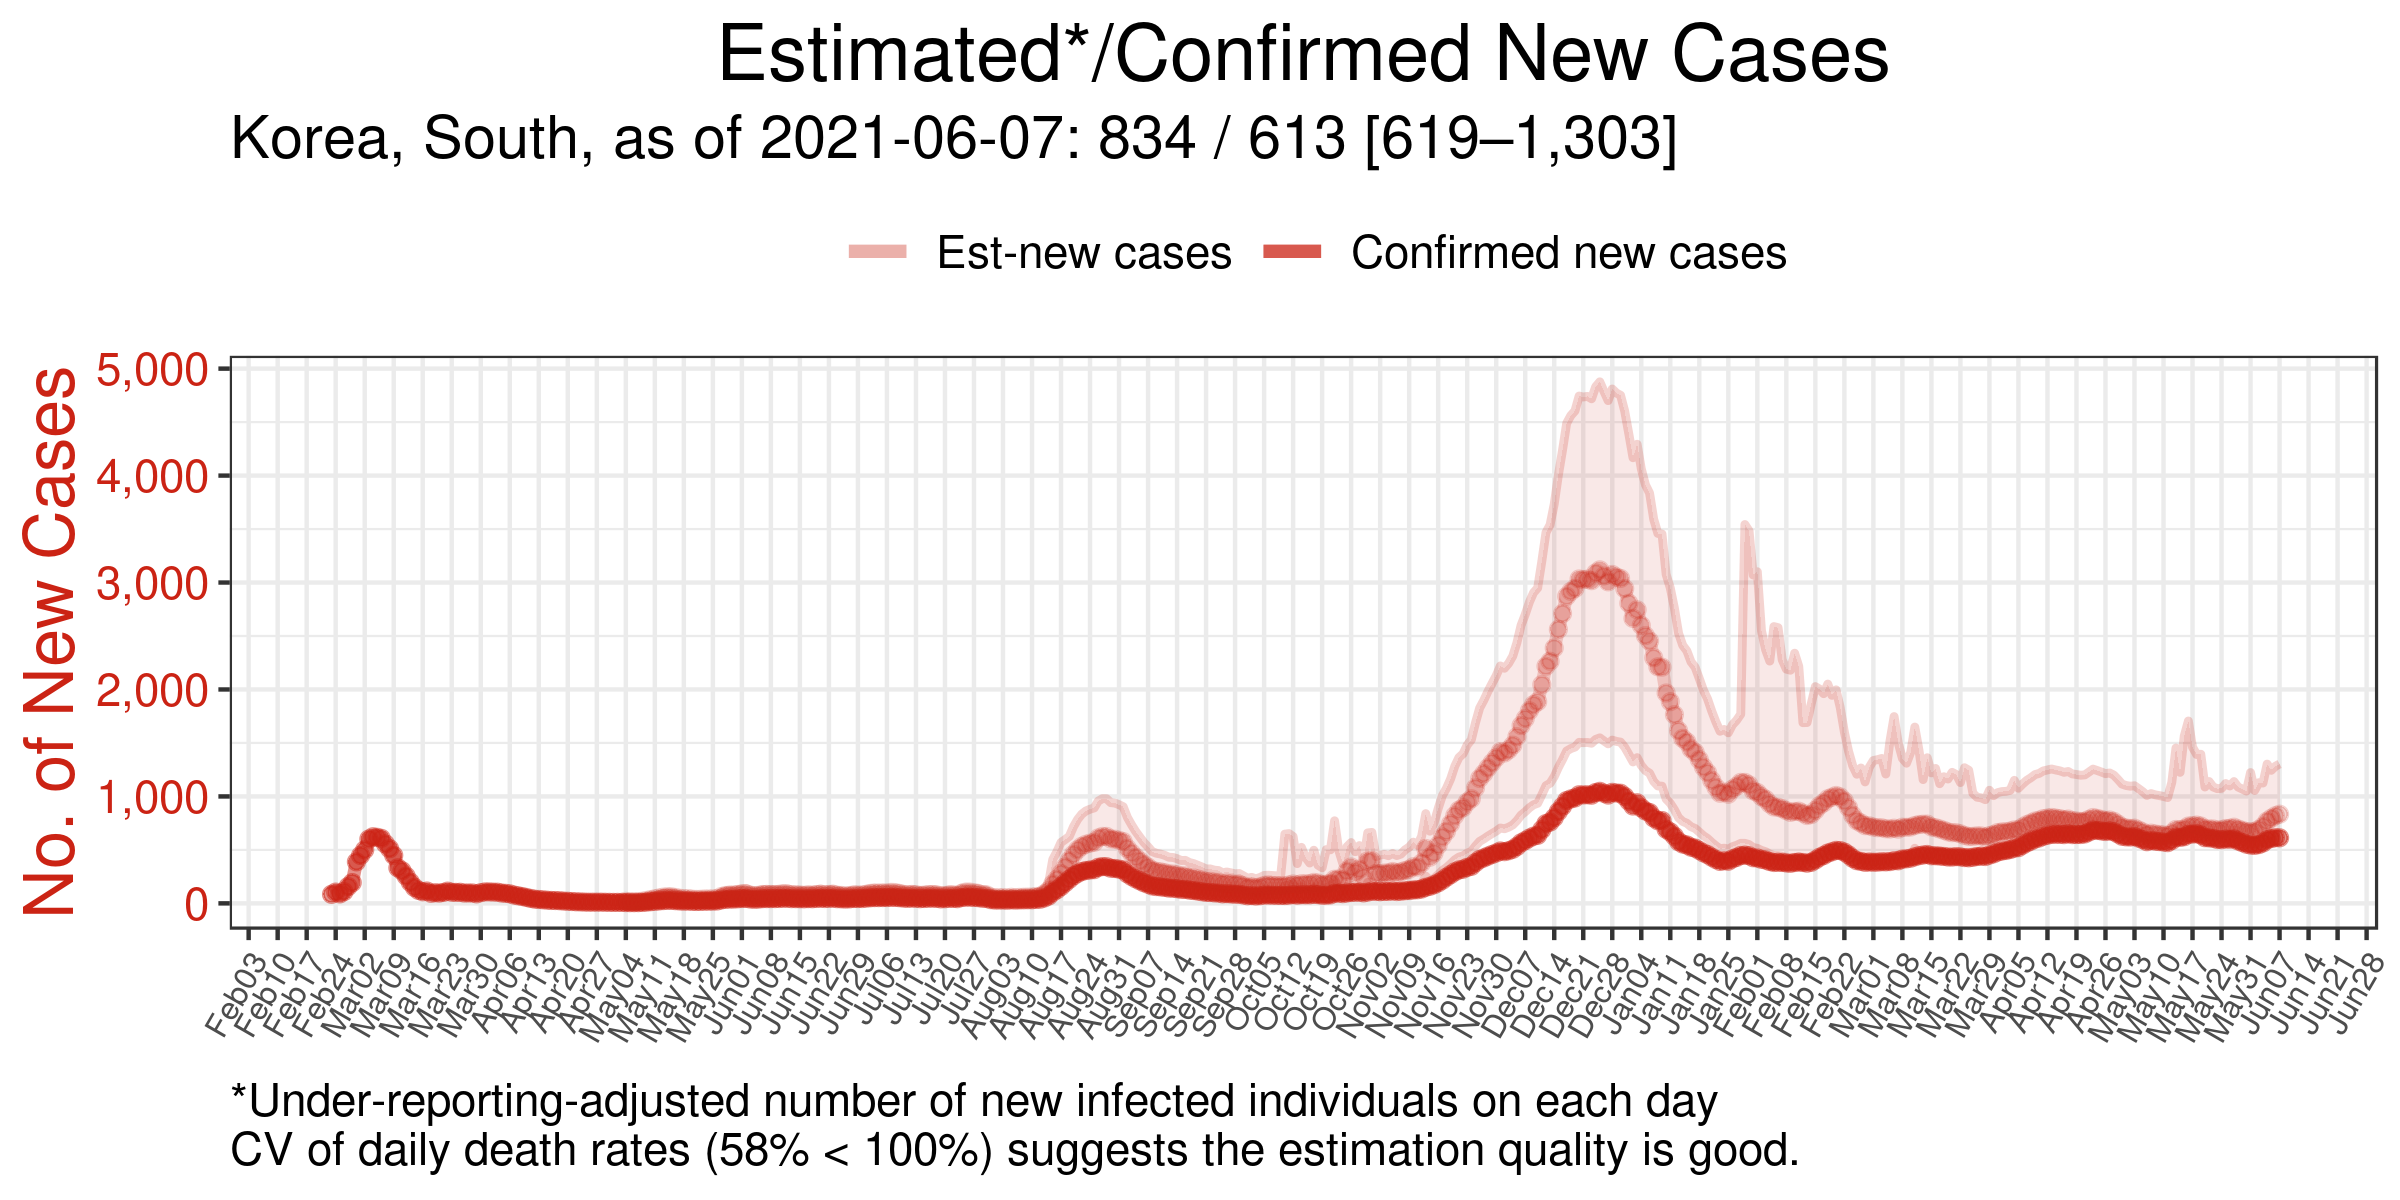 Estimated*/Confirmed New Cases
Korea, South, as of 2021-06-07: 834 / 613 [619–1,303]
Est-new cases
Confirmed new cases
No. of New Cases
5,000
4,000
3,000
2,000
1,000
0
Feb03
Feb10
Feb17
Feb24
Mar02
Mar09
Mar16
Mar23
Mar30
Apr06
Apr13
Apr20
Apr27
May04
May11
May18
May25
Jun01
Jun08
Jun15
Jun22
Jun29
Jul06
Jul13
Jul20
Jul27
Aug03
Aug10
Aug17
Aug24
Aug31
Sep07
Sep14
Sep21
Sep28
Oct05
Oct12
Oct19
Oct26
Nov02
Nov09
Nov16
Nov23
Nov30
Dec07
Dec14
Dec21
Dec28
Jan04
Jan11
Jan18
Jan25
Feb01
Feb08
Feb15
Feb22
Mar01
Mar08
Mar15
Mar22
Mar29
Apr05
Apr12
Apr19
Apr26
May03
May10
May17
May24
May31
Jun07
Jun14
Jun21
Jun28
*Under-reporting-adjusted number of new infected individuals on each day
CV of daily death rates (58% < 100%) suggests the estimation quality is good.